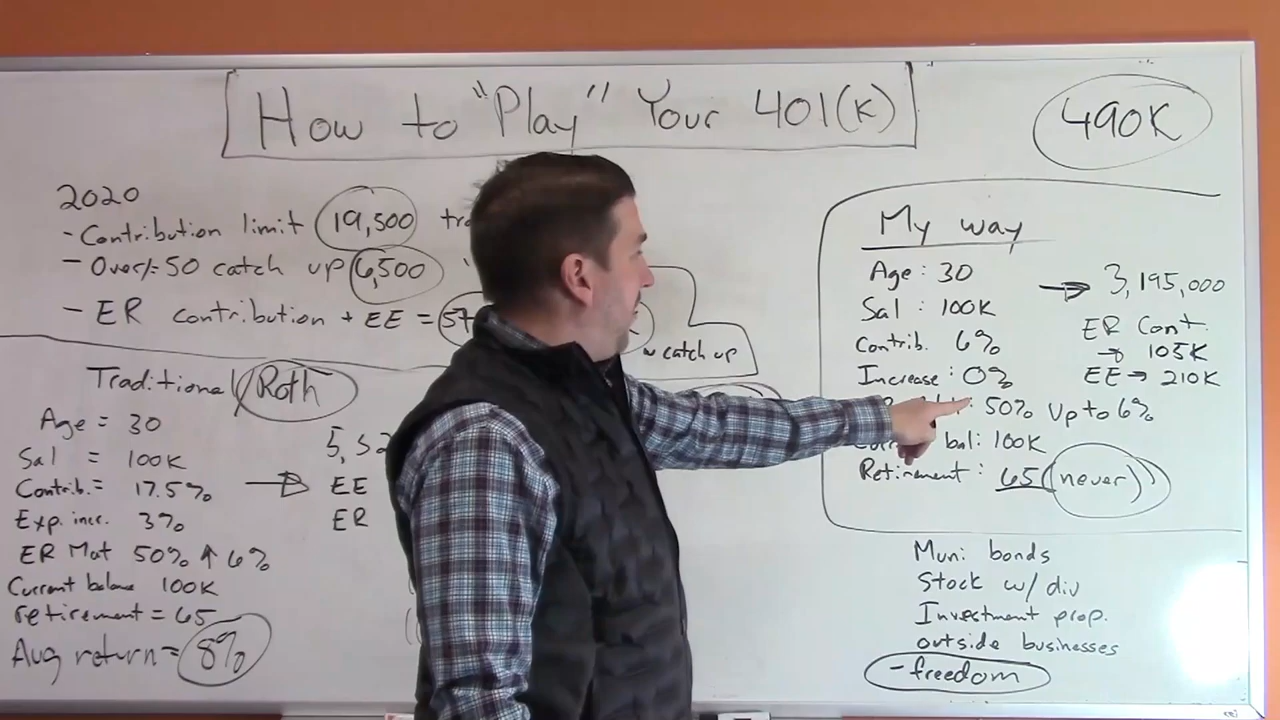 How to "Play" Your 401(k)
490K
2020
- Contribution limit 19,500
- Over/= 50 catch up 6,500
- ER contribution + EE =
w catch up
Traditional/Roth
Age = 30
Sal = 100K
Contrib. = 17.5%
Exp. incr. 3%
ER Mat 50% ↑ 6%
Current balance 100K
retirement = 65
Avg return = 8%
EE
ER
My way
Age: 30
Sal: 100K
Contrib. 6%
Increase: 0%
50% Up to 6%
bal: 100K
Retirement: 65 (never)
→ 3,195,000
ER Cont.
→ 105K
EE → 210K
Muni bonds
Stock w/ div
Investment prop.
outside businesses
- freedom